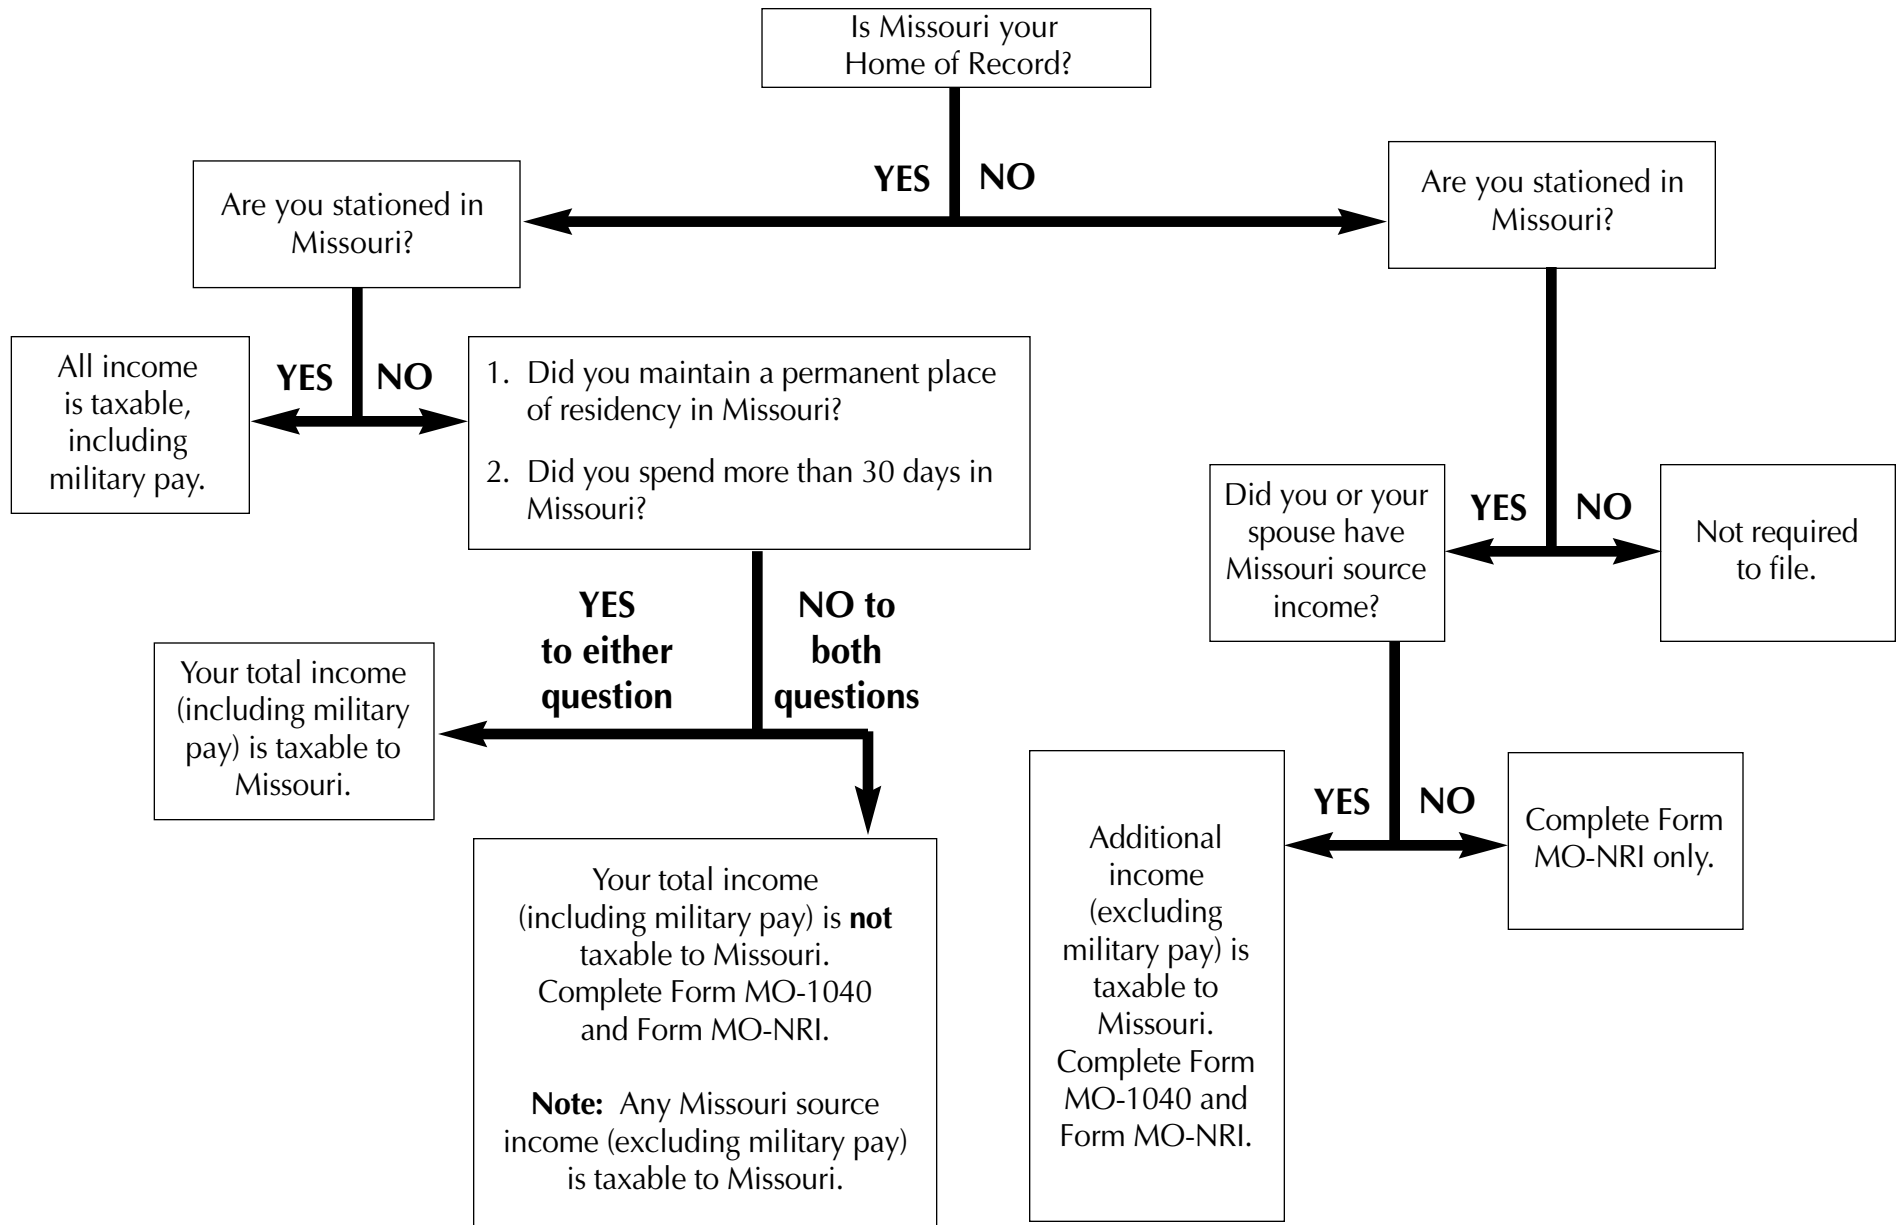 Is Missouri your
Home of Record?
YES
NO
Are you stationed in
Missouri?
Are you stationed in
Missouri?
All income
is taxable,
including
military pay.
YES
NO
1. Did you maintain a permanent place
of residency in Missouri?
2. Did you spend more than 30 days in
Missouri?
Did you or your
spouse have
Missouri source
income?
YES
NO
Not required
to file.
YES
to either
question
NO to
both
questions
Your total income
(including military
pay) is taxable to
Missouri.
Your total income
(including military pay) is not
taxable to Missouri.
Complete Form MO-1040
and Form MO-NRI.
Note: Any Missouri source
income (excluding military pay)
is taxable to Missouri.
YES
NO
Additional
income
(excluding
military pay) is
taxable to
Missouri.
Complete Form
MO-1040 and
Form MO-NRI.
Complete Form
MO-NRI only.